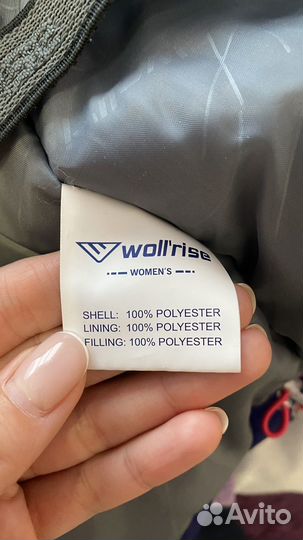 woll'rise
WOMEN'S
SHELL: 100% POLYESTER
LINING: 100% POLYESTER
FILLING: 100% POLYESTER
Avito